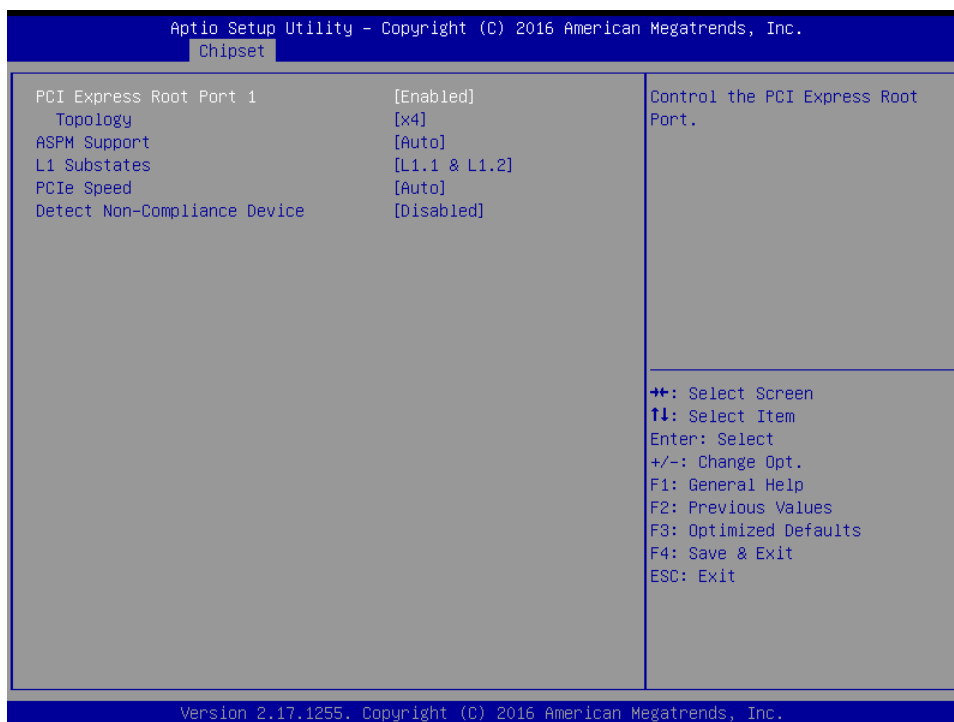 Aptio Setup Utility – Copyright (C) 2016 American Megatrends, Inc.
Chipset
PCI Express Root Port 1 [Enabled]
Topology [x4]
ASPM Support [Auto]
L1 Substates [L1.1 & L1.2]
PCIe Speed [Auto]
Detect Non-Compliance Device [Disabled]
Control the PCI Express Root
Port.
→←: Select Screen
↑↓: Select Item
Enter: Select
+/-: Change Opt.
F1: General Help
F2: Previous Values
F3: Optimized Defaults
F4: Save & Exit
ESC: Exit
Version 2.17.1255. Copyright (C) 2016 American Megatrends, Inc.